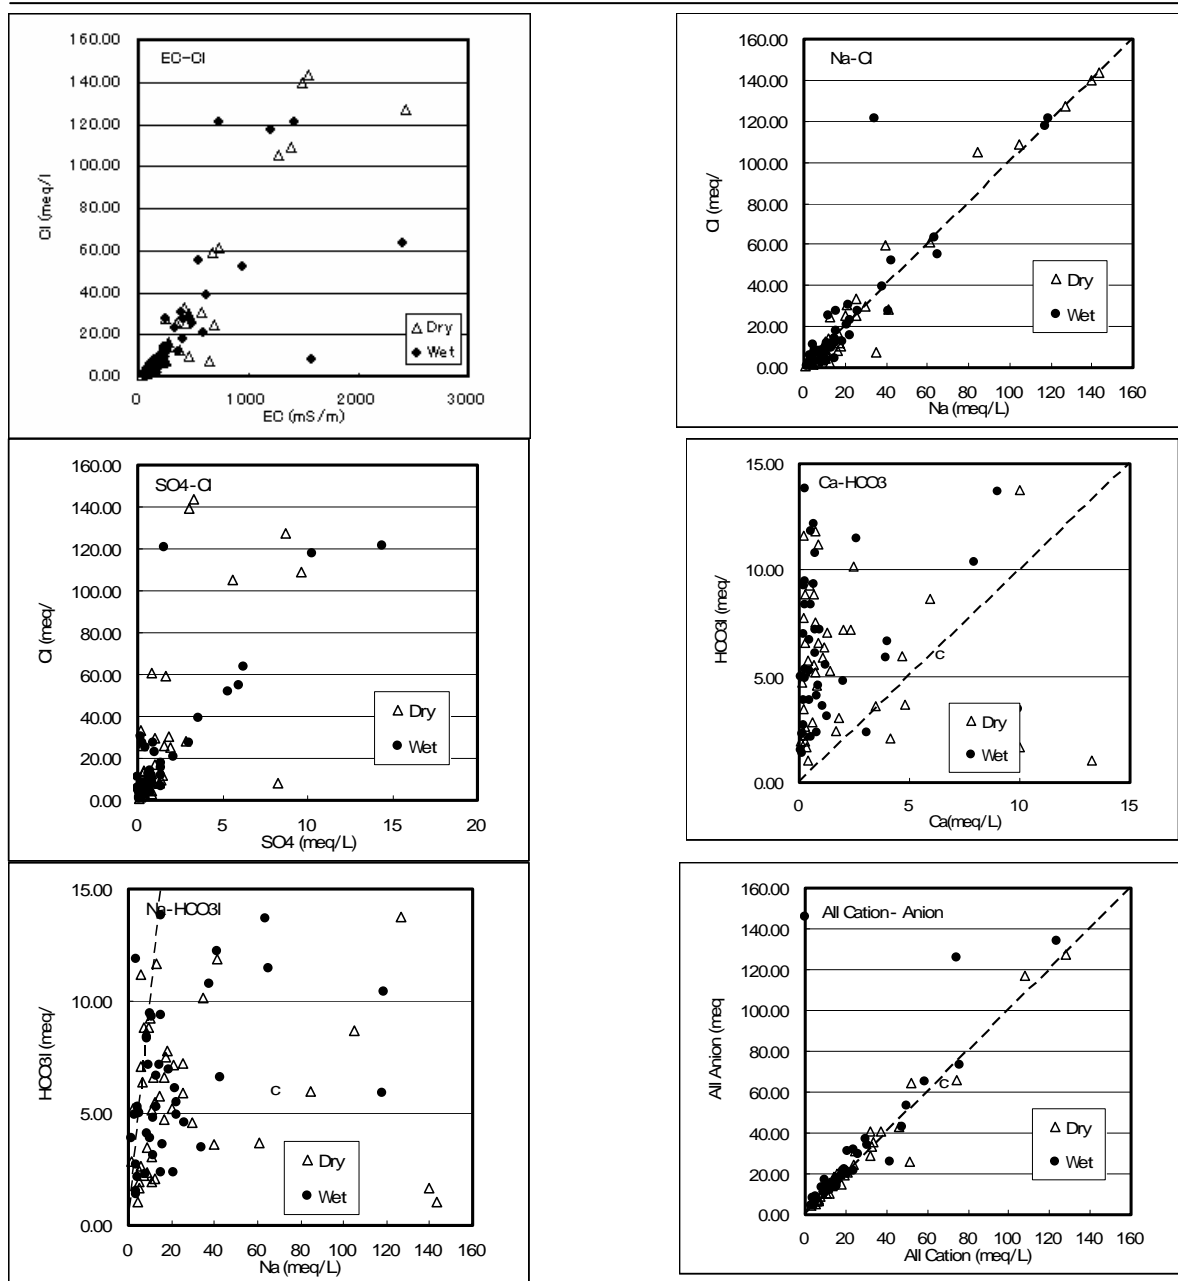 EC-Cl
160.00
140.00
120.00
100.00
80.00
60.00
40.00
20.00
0.00
Cl (meq/l
0
1000
2000
3000
EC (mS/m)
Dry
Wet
Na-Cl
160.00
140.00
120.00
100.00
80.00
60.00
40.00
20.00
0.00
Cl (meq/
0 20 40 60 80 100 120 140 160
Na (meq/L)
Dry
Wet
SO4-Cl
160.00
140.00
120.00
100.00
80.00
60.00
40.00
20.00
0.00
Cl (meq/
0 5 10 15 20
SO4 (meq/L)
Dry
Wet
Ca-HCO3
15.00
10.00
5.00
0.00
HCO3l (meq/
C
0 5 10 15
Ca(meq/L)
Dry
Wet
Na-HCO3l
15.00
10.00
5.00
0.00
HCO3l (meq/
C
0 20 40 60 80 100 120 140 160
Na (meq/L)
Dry
Wet
All Cation- Anion
160.00
140.00
120.00
100.00
80.00
60.00
40.00
20.00
0.00
All Anion (meq
C
0 20 40 60 80 100 120 140 160
All Cation (meq/L)
Dry
Wet